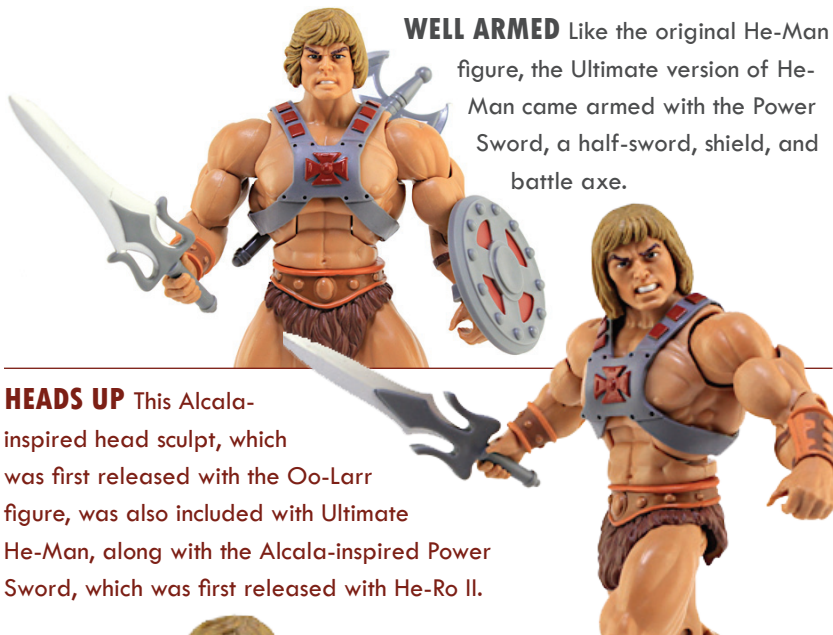 WELL ARMED Like the original He-Man
figure, the Ultimate version of He-
Man came armed with the Power
Sword, a half-sword, shield, and
battle axe.
HEADS UP This Alcala-
inspired head sculpt, which
was first released with the Oo-Larr
figure, was also included with Ultimate
He-Man, along with the Alcala-inspired Power
Sword, which was first released with He-Ro II.